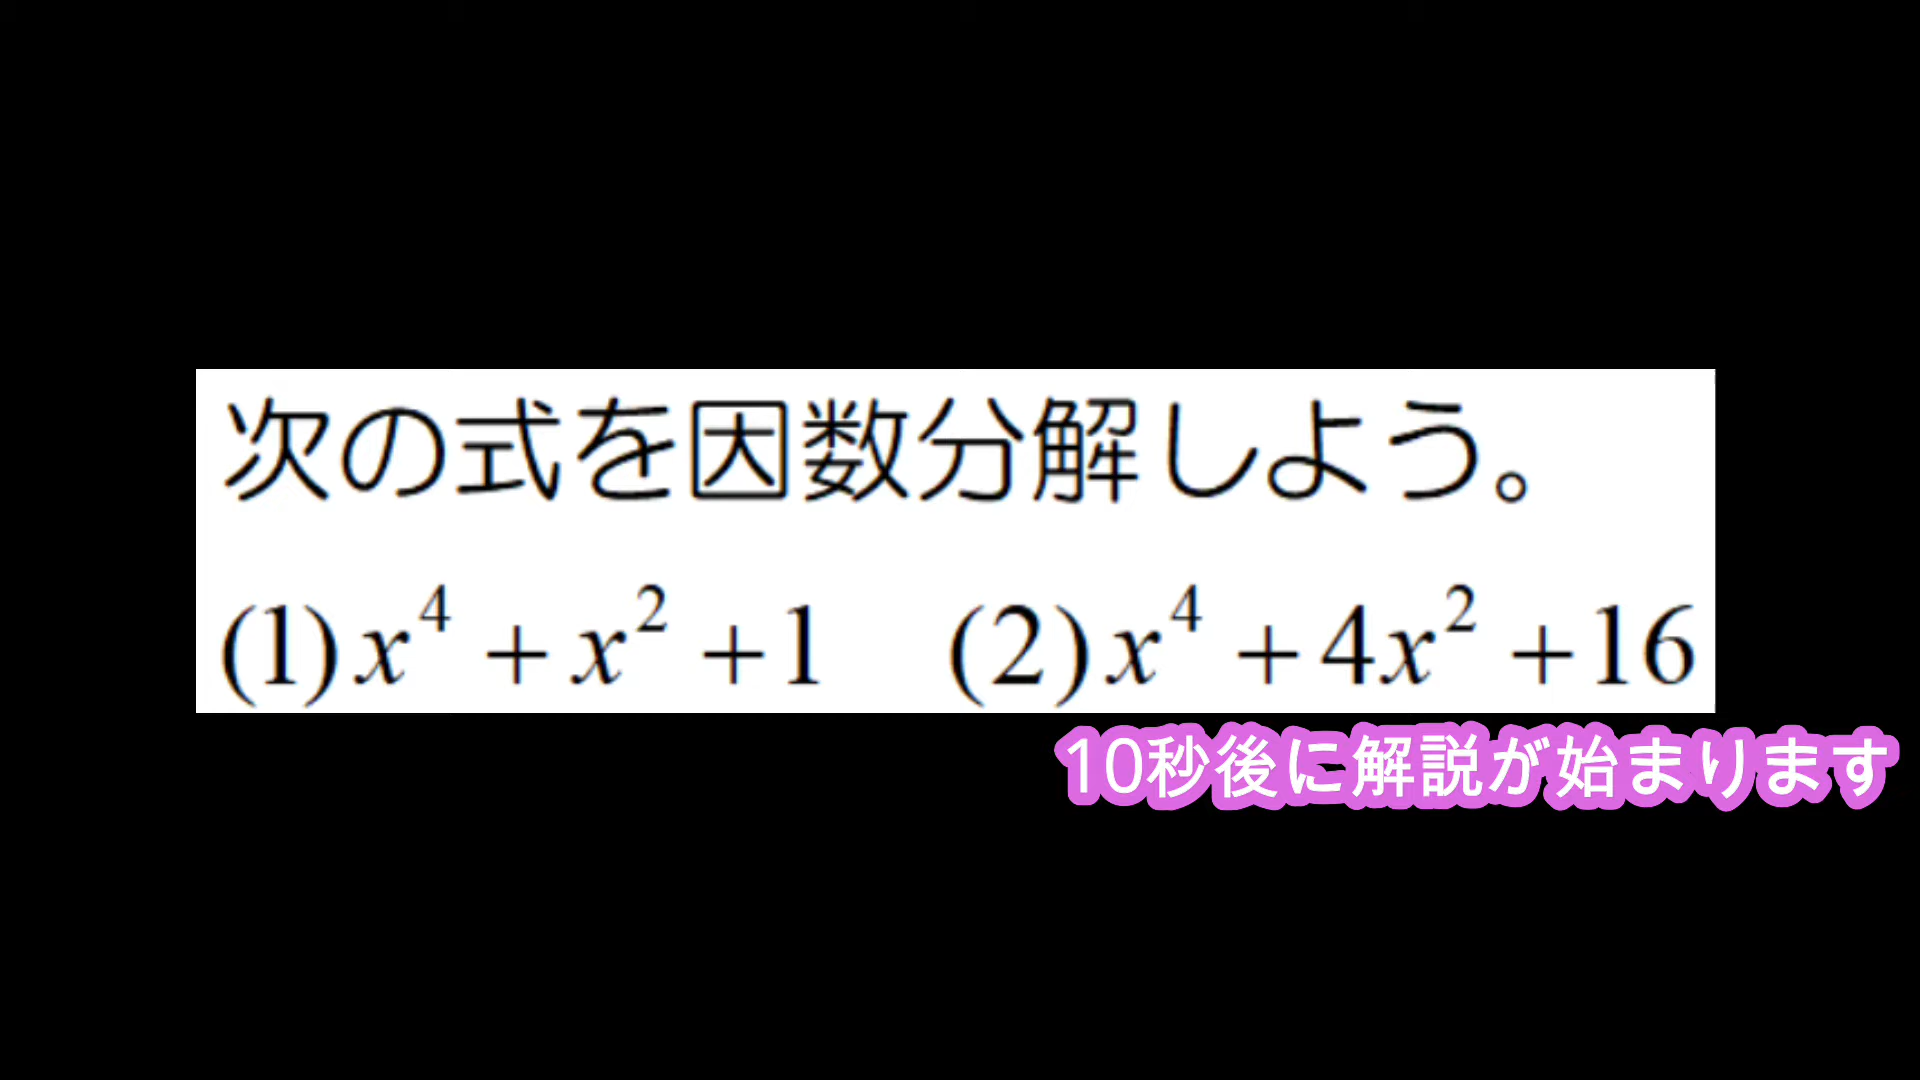 次の式を因数分解しよう。
(1) x⁴ + x² + 1 (2) x⁴ + 4x² + 16
10秒後に解説が始まります